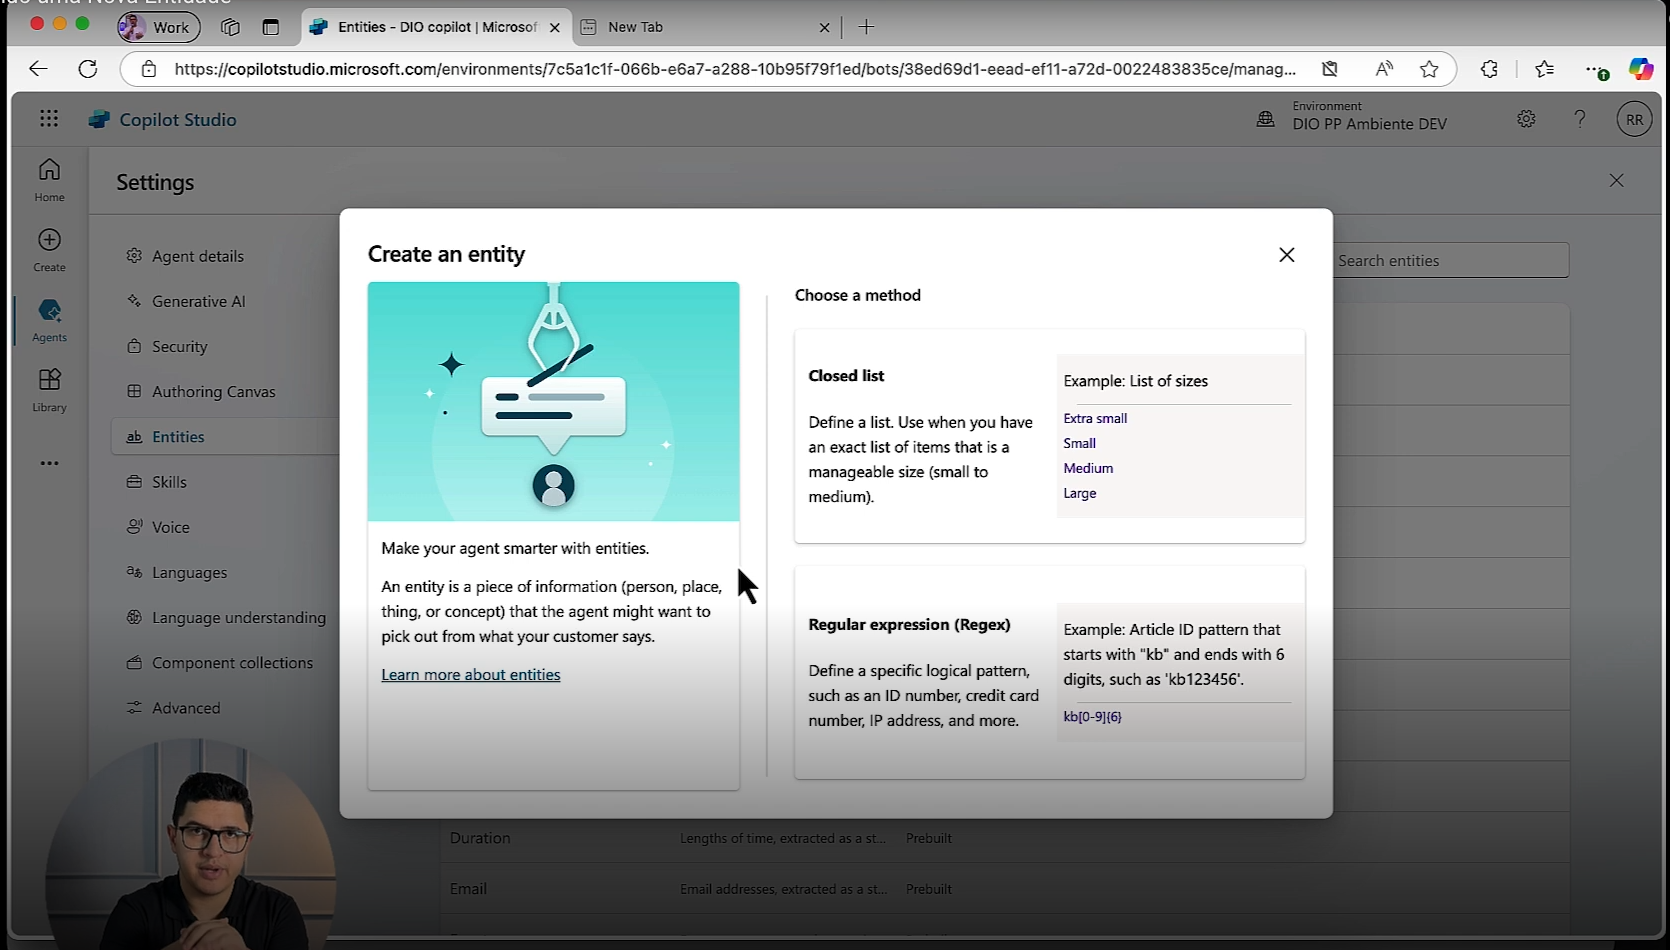 uma Nova Entidade
Work
Entities - DIO copilot | Microsof
New Tab
https://copilotstudio.microsoft.com/environments/7c5a1c1f-066b-e6a7-a288-10b95f79f1ed/bots/38ed69d1-eead-ef11-a72d-0022483835ce/manag...
Copilot Studio
Environment
DIO PP Ambiente DEV
RR
Home
Create
Agents
Library
Settings
Agent details
Generative AI
Security
Authoring Canvas
Entities
Skills
Voice
Languages
Language understanding
Component collections
Advanced
Search entities
Create an entity
Make your agent smarter with entities.
An entity is a piece of information (person, place,
thing, or concept) that the agent might want to
pick out from what your customer says.
Learn more about entities
Choose a method
Closed list
Define a list. Use when you have
an exact list of items that is a
manageable size (small to
medium).
Example: List of sizes
Extra small
Small
Medium
Large
Regular expression (Regex)
Define a specific logical pattern,
such as an ID number, credit card
number, IP address, and more.
Example: Article ID pattern that
starts with "kb" and ends with 6
digits, such as 'kb123456'.
kb[0-9]{6}
Duration
Lengths of time, extracted as a st...
Prebuilt
Email
Email addresses, extracted as a st...
Prebuilt